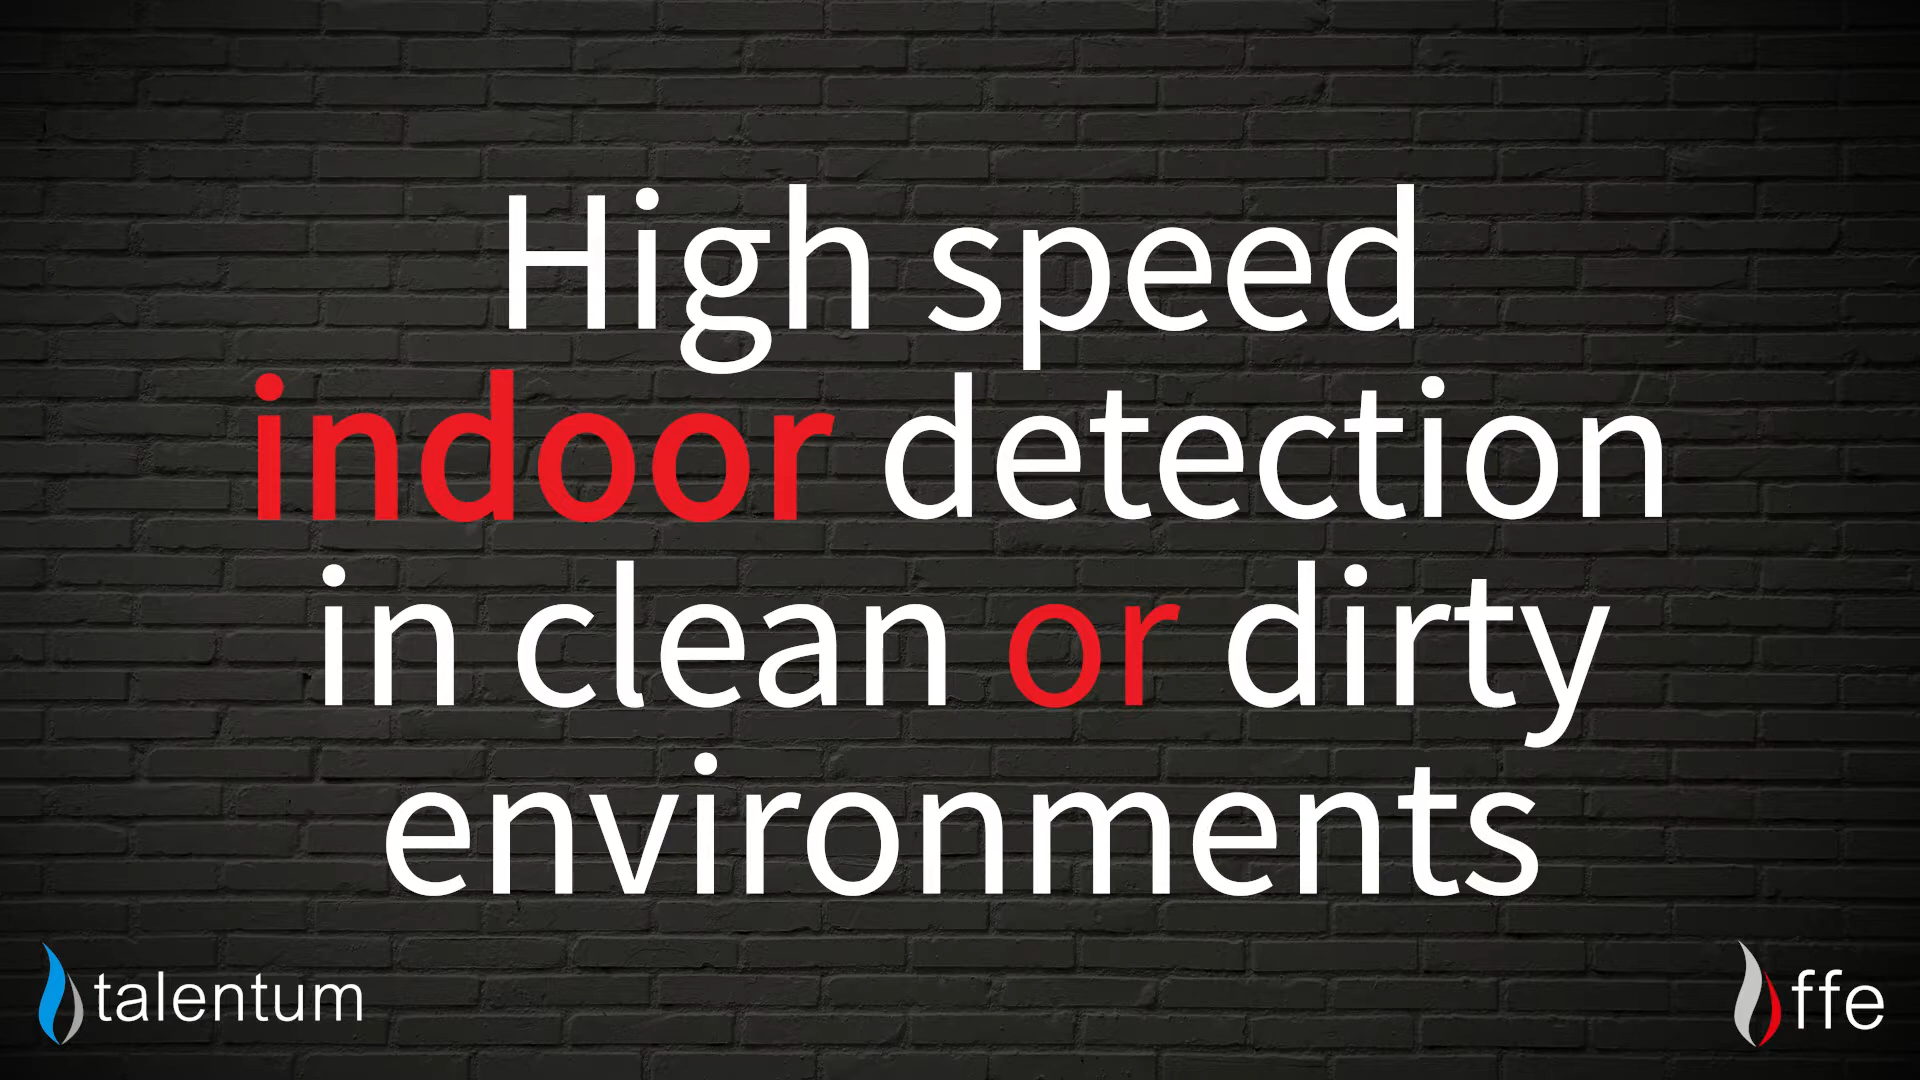 High speed
indoor detection
in clean or dirty
environments
talentum
ffe